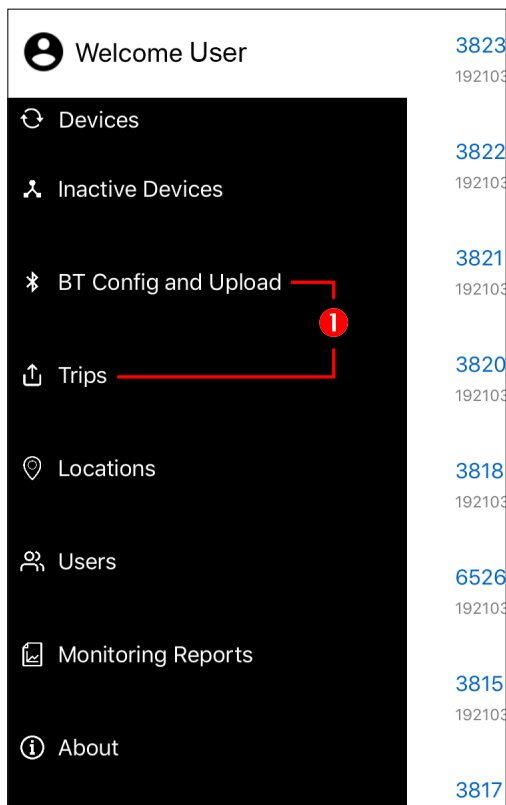 Welcome User
Devices
Inactive Devices
BT Config and Upload
1
Trips
Locations
Users
Monitoring Reports
About
3823
192103
3822
192103
3821
192103
3820
192103
3818
192103
6526
192103
3815
192103
3817